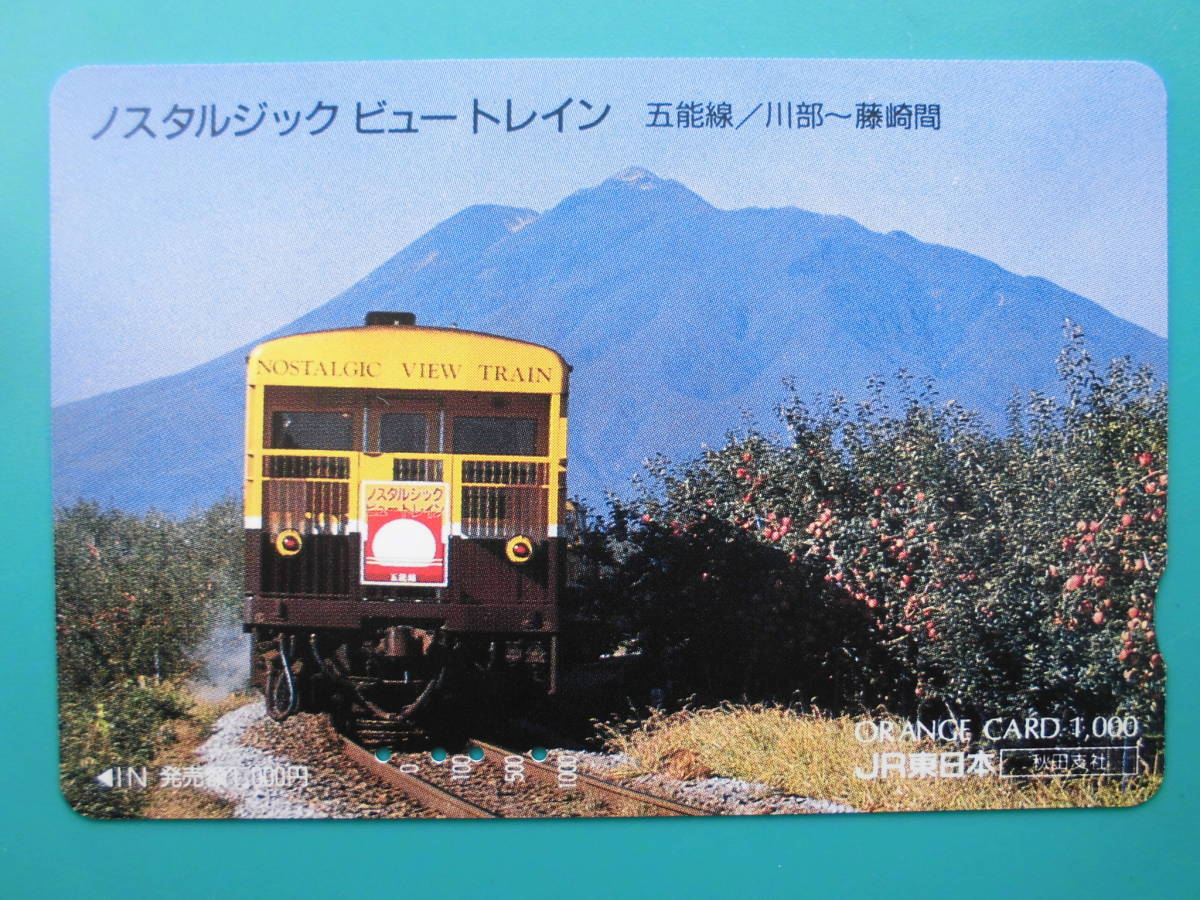 ノスタルジック ビュートレイン 五能線／川部～藤崎間
NOSTALGIC VIEW TRAIN
ノスタルジック
ビュートレイン
五能線
ORANGE CARD 1,000
JR東日本 秋田支社
◀IN 発売額1,000円
0 100 500 1000